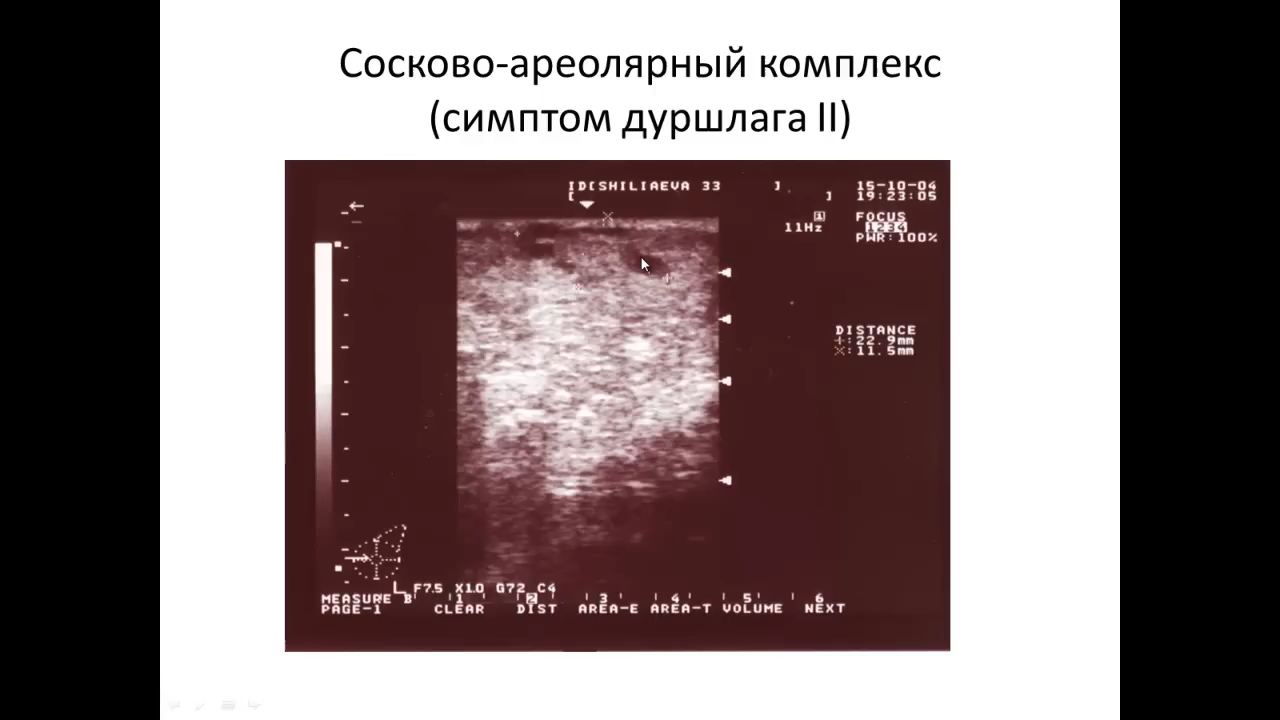 Сосково-ареолярный комплекс
(симптом дуршлага II)
ID[SHILIAEVA 33 ]
[ ]
15-10-04
19:23:05
1
11Hz
FOCUS
1234
PWR:100%
DISTANCE
+:22.9mm
×:11.5mm
F7.5 X1.0 G72 C4
MEASURE B 1 2 3 4 5 6
PAGE-1 CLEAR DIST AREA-E AREA-T VOLUME NEXT